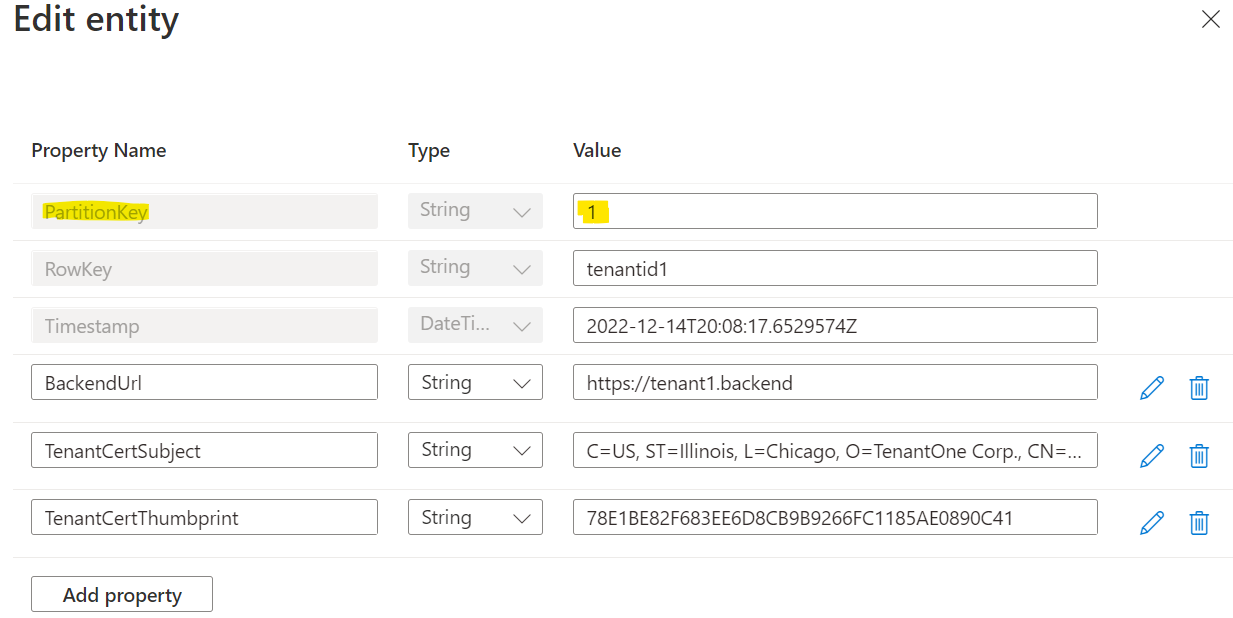 Edit entity
Property Name Type Value
PartitionKey String 1
RowKey String tenantid1
Timestamp DateTi... 2022-12-14T20:08:17.6529574Z
BackendUrl String https://tenant1.backend
TenantCertSubject String C=US, ST=Illinois, L=Chicago, O=TenantOne Corp., CN=...
TenantCertThumbprint String 78E1BE82F683EE6D8CB9B9266FC1185AE0890C41
Add property